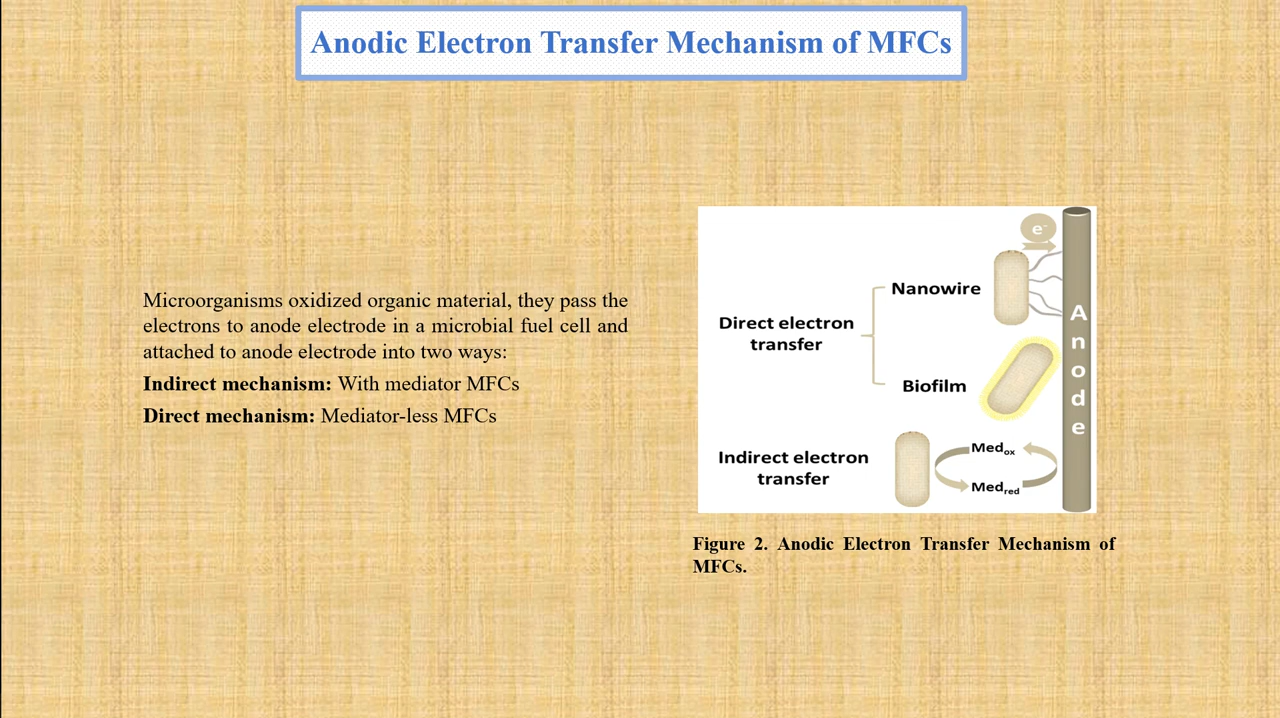 Anodic Electron Transfer Mechanism of MFCs
Microorganisms oxidized organic material, they pass the
electrons to anode electrode in a microbial fuel cell and
attached to anode electrode into two ways:
Indirect mechanism: With mediator MFCs
Direct mechanism: Mediator-less MFCs
e⁻
Nanowire
Direct electron
transfer
Biofilm
Indirect electron
transfer
Medox
Medred
Anode
Figure 2. Anodic Electron Transfer Mechanism of
MFCs.